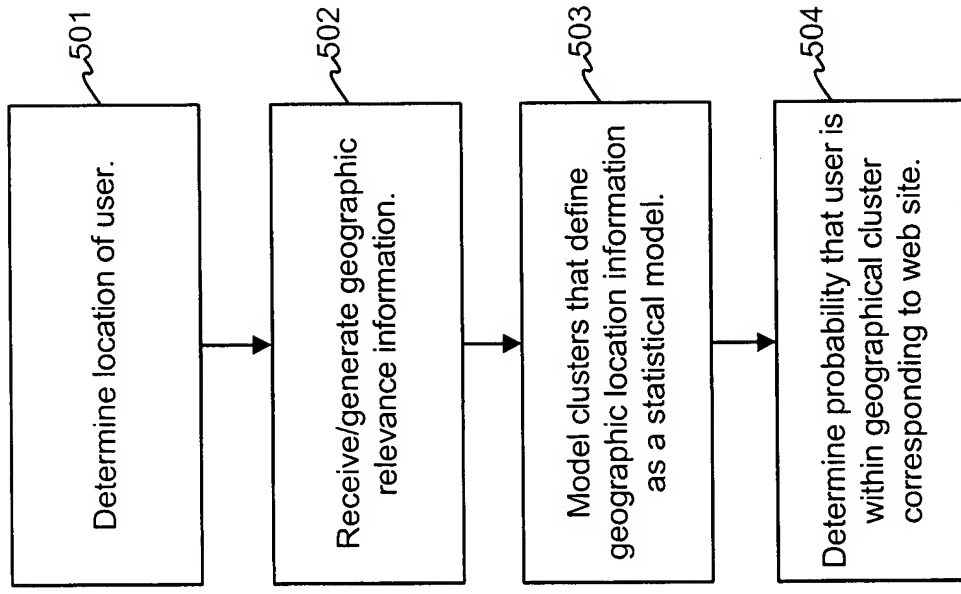 Determine location of user.
501
Receive/generate geographic
relevance information.
502
Model clusters that define
geographic location information
as a statistical model.
503
Determine probability that user is
within geographical cluster
corresponding to web site.
504